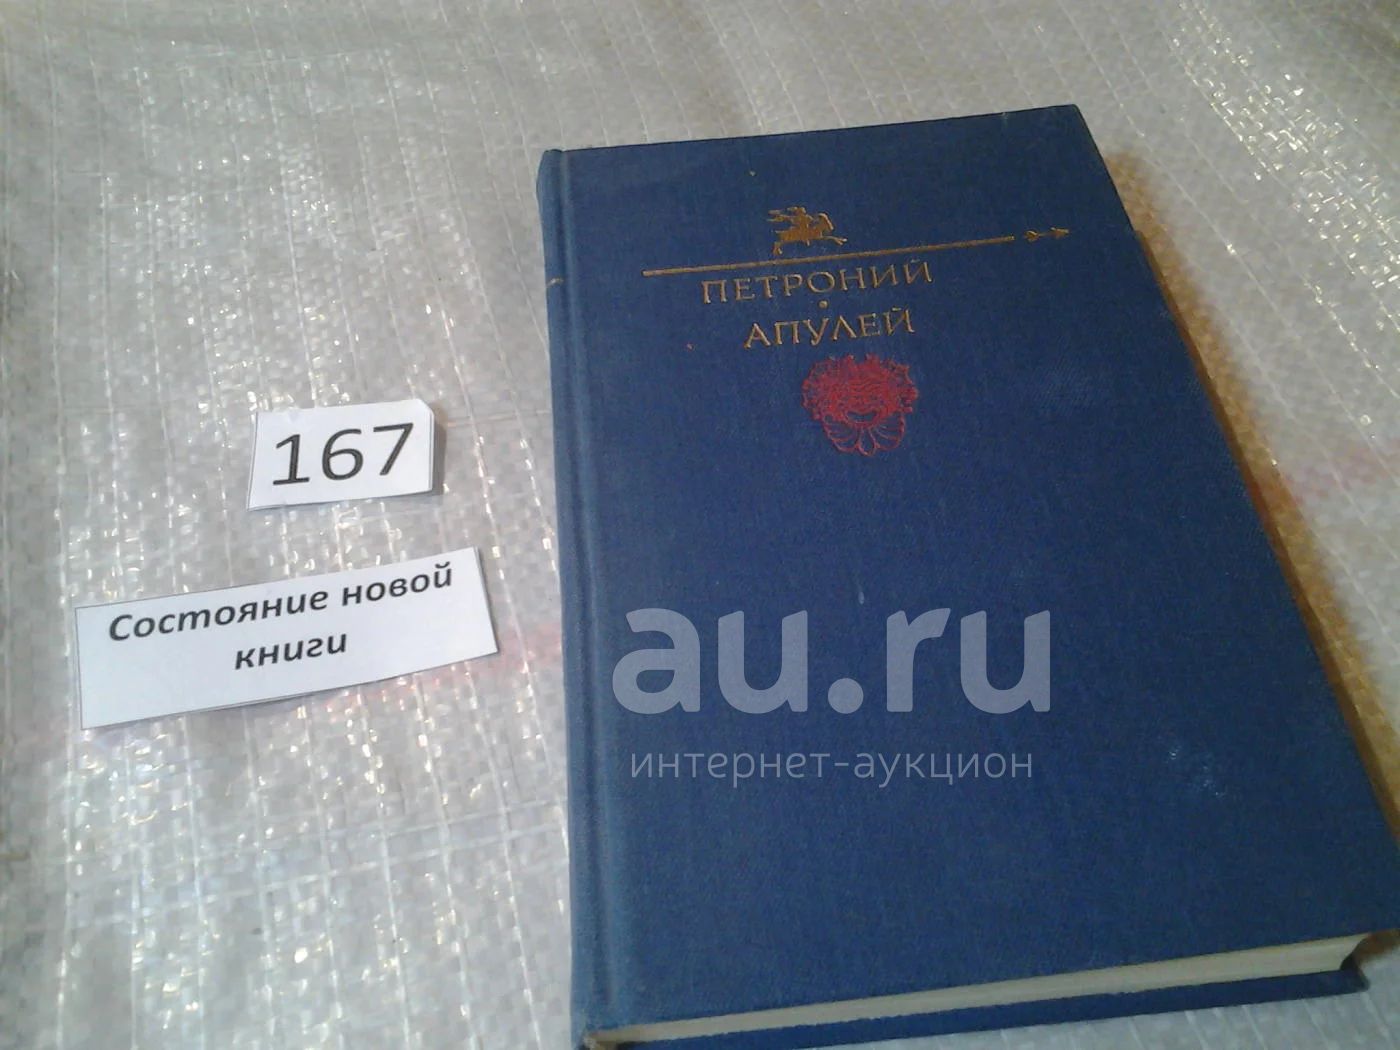 ПЕТРОНИЙ
АПУЛЕЙ
167
Состояние новой
книги
au.ru
интернет-аукцион